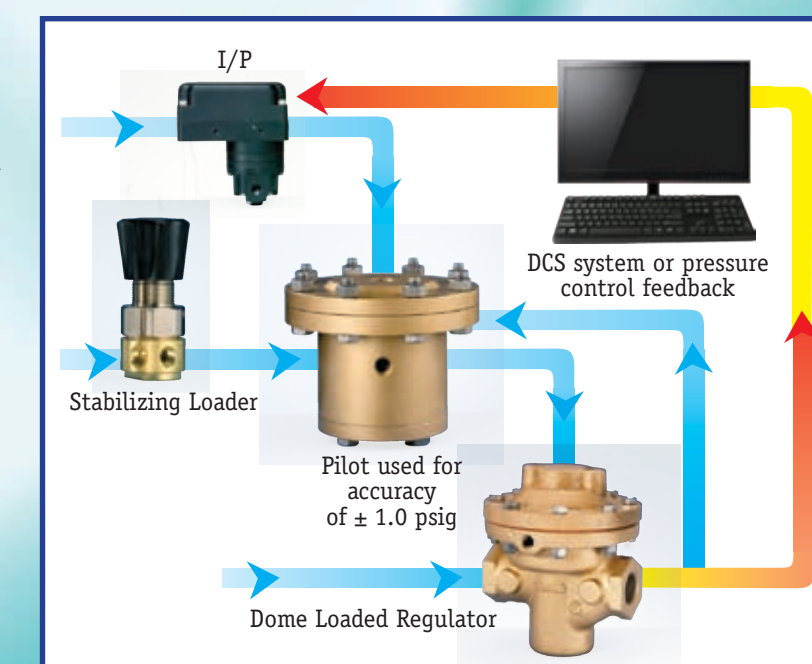 I/P
DCS system or pressure
control feedback
Stabilizing Loader
Pilot used for
accuracy
of ± 1.0 psig
Dome Loaded Regulator